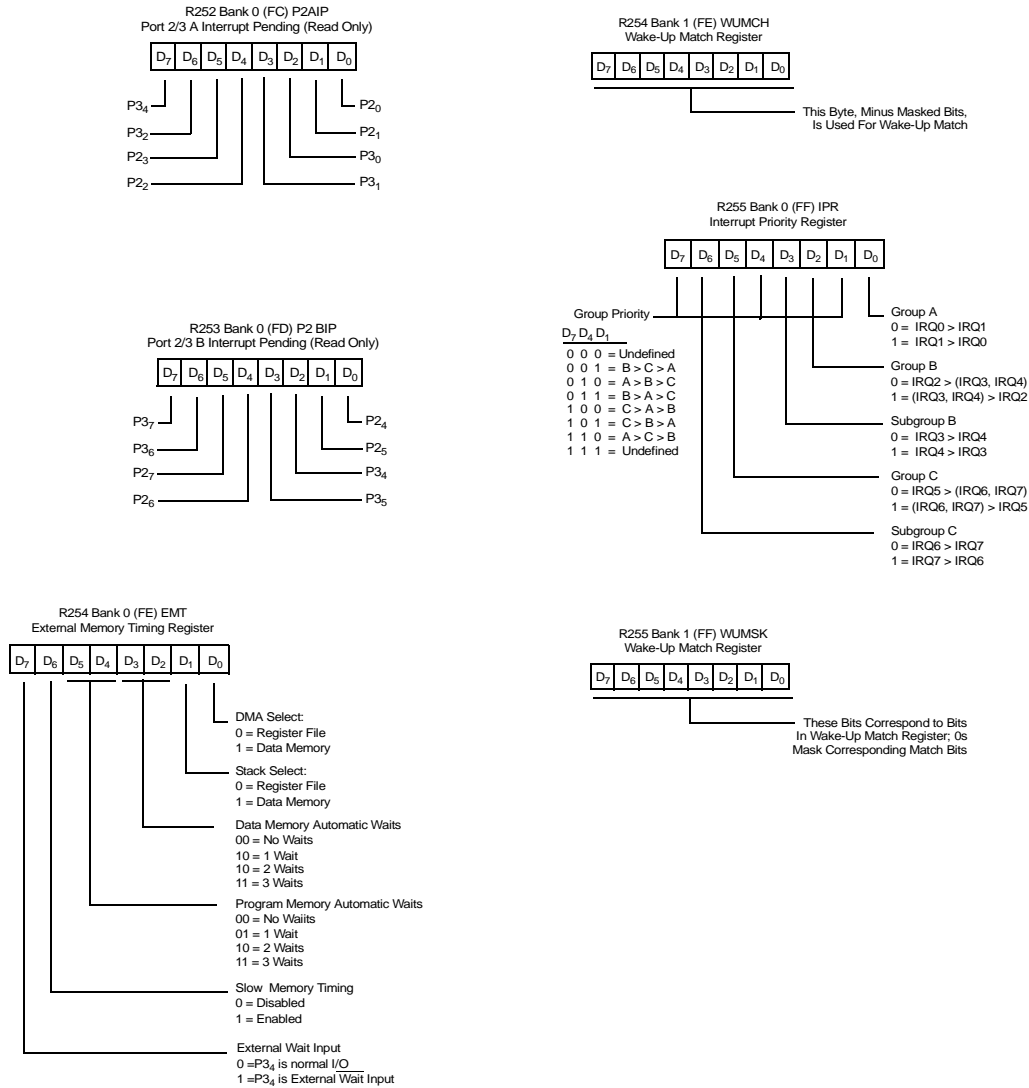 R252 Bank 0 (FC) P2AIP
Port 2/3 A Interrupt Pending (Read Only)
D7 D6 D5 D4 D3 D2 D1 D0
P34
P32
P23
P22
P20
P21
P30
P31
R253 Bank 0 (FD) P2 BIP
Port 2/3 B Interrupt Pending (Read Only)
D7 D6 D5 D4 D3 D2 D1 D0
P37
P36
P27
P26
P24
P25
P34
P35
R254 Bank 0 (FE) EMT
External Memory Timing Register
D7 D6 D5 D4 D3 D2 D1 D0
DMA Select:
0 = Register File
1 = Data Memory
Stack Select:
0 = Register File
1 = Data Memory
Data Memory Automatic Waits
00 = No Waits
10 = 1 Wait
10 = 2 Waits
11 = 3 Waits
Program Memory Automatic Waits
00 = No Waiits
01 = 1 Wait
10 = 2 Waits
11 = 3 Waits
Slow Memory Timing
0 = Disabled
1 = Enabled
External Wait Input
0 =P34 is normal I/O
1 =P34 is External Wait Input
R254 Bank 1 (FE) WUMCH
Wake-Up Match Register
D7 D6 D5 D4 D3 D2 D1 D0
This Byte, Minus Masked Bits,
Is Used For Wake-Up Match
R255 Bank 0 (FF) IPR
Interrupt Priority Register
D7 D6 D5 D4 D3 D2 D1 D0
Group Priority
D7 D4 D1
0 0 0 = Undefined
0 0 1 = B > C > A
0 1 0 = A > B > C
0 1 1 = B > A > C
1 0 0 = C > A > B
1 0 1 = C > B > A
1 1 0 = A > C > B
1 1 1 = Undefined
Group A
0 = IRQ0 > IRQ1
1 = IRQ1 > IRQ0
Group B
0 = IRQ2 > (IRQ3, IRQ4)
1 = (IRQ3, IRQ4) > IRQ2
Subgroup B
0 = IRQ3 > IRQ4
1 = IRQ4 > IRQ3
Group C
0 = IRQ5 > (IRQ6, IRQ7)
1 = (IRQ6, IRQ7) > IRQ5
Subgroup C
0 = IRQ6 > IRQ7
1 = IRQ7 > IRQ6
R255 Bank 1 (FF) WUMSK
Wake-Up Match Register
D7 D6 D5 D4 D3 D2 D1 D0
These Bits Correspond to Bits
In Wake-Up Match Register; 0s
Mask Corresponding Match Bits